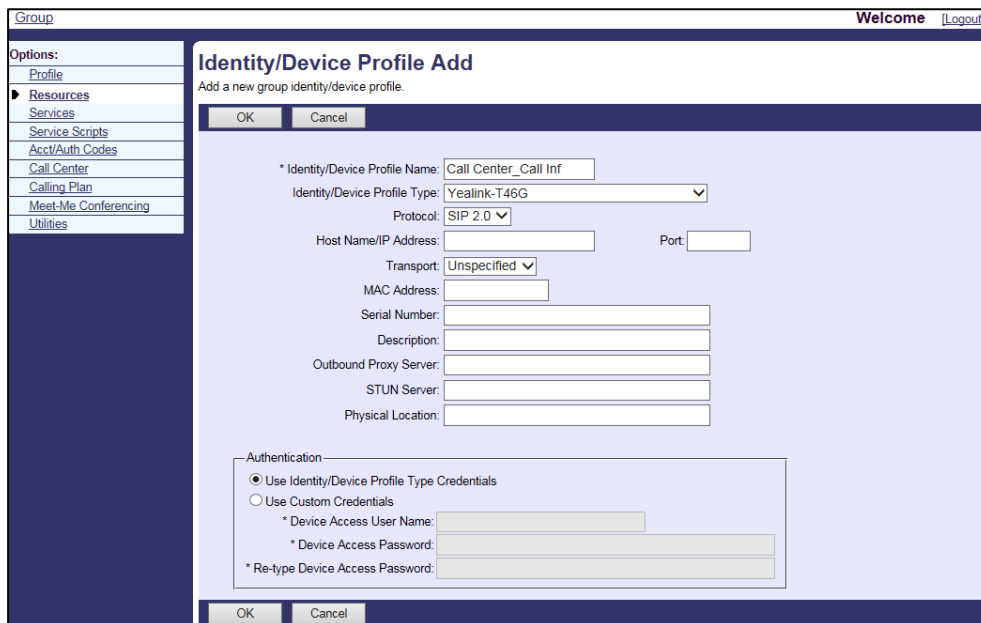 Group
Welcome [Logout
Options:
Profile
Resources
Services
Service Scripts
Acct/Auth Codes
Call Center
Calling Plan
Meet-Me Conferencing
Utilities
Identity/Device Profile Add
Add a new group identity/device profile.
OK Cancel
* Identity/Device Profile Name: Call Center_Call Inf
Identity/Device Profile Type: Yealink-T46G
Protocol: SIP 2.0
Host Name/IP Address: Port:
Transport: Unspecified
MAC Address:
Serial Number:
Description:
Outbound Proxy Server:
STUN Server:
Physical Location:
Authentication
Use Identity/Device Profile Type Credentials
Use Custom Credentials
* Device Access User Name:
* Device Access Password:
* Re-type Device Access Password:
OK Cancel